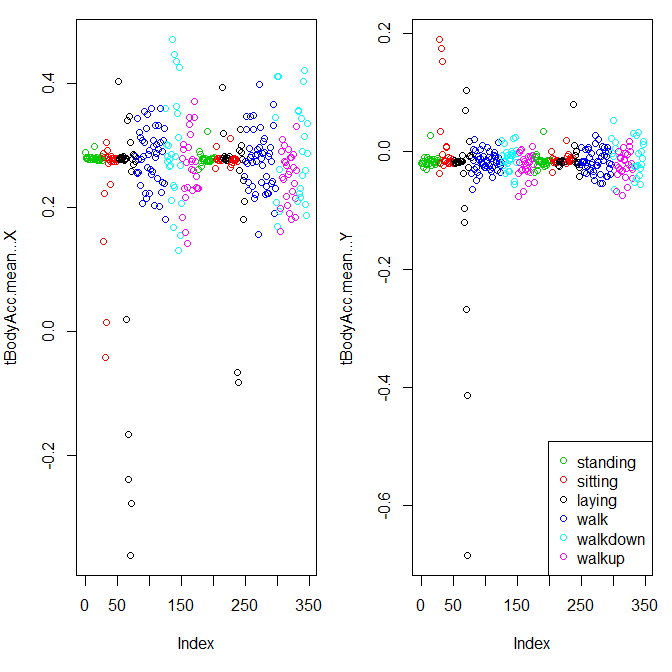 tBodyAcc.mean...X
0.4
0.2
0.0
-0.2
0 50 150 250 350
Index
tBodyAcc.mean...Y
0.2
0.0
-0.2
-0.4
-0.6
0 50 150 250 350
Index
standing
sitting
laying
walk
walkdown
walkup